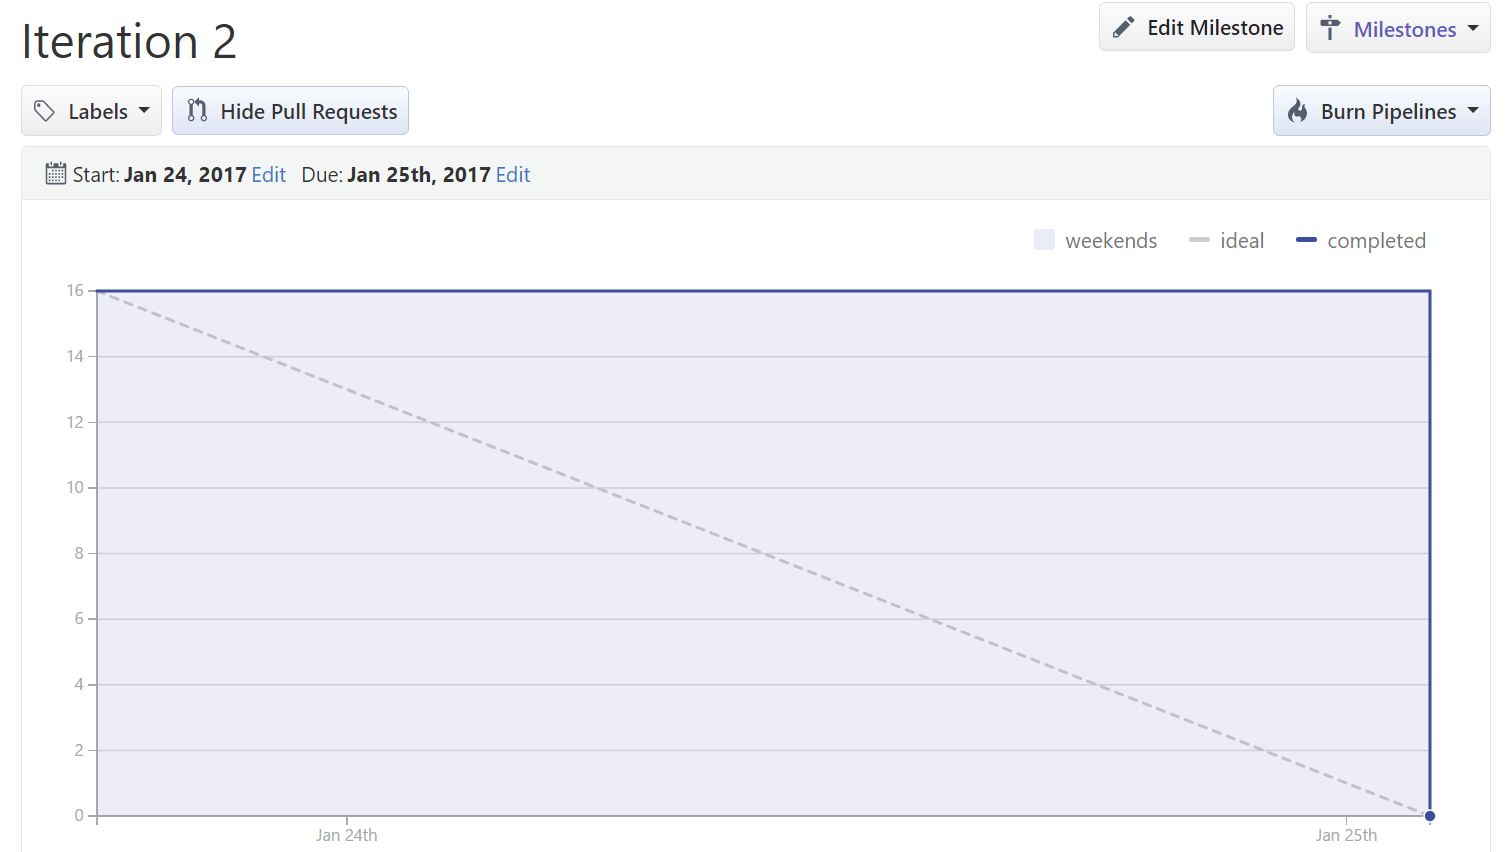 Iteration 2
Edit Milestone
Milestones
Labels
Hide Pull Requests
Burn Pipelines
Start: Jan 24, 2017 Edit Due: Jan 25th, 2017 Edit
weekends ideal completed
16
14
12
10
8
6
4
2
0
Jan 24th Jan 25th